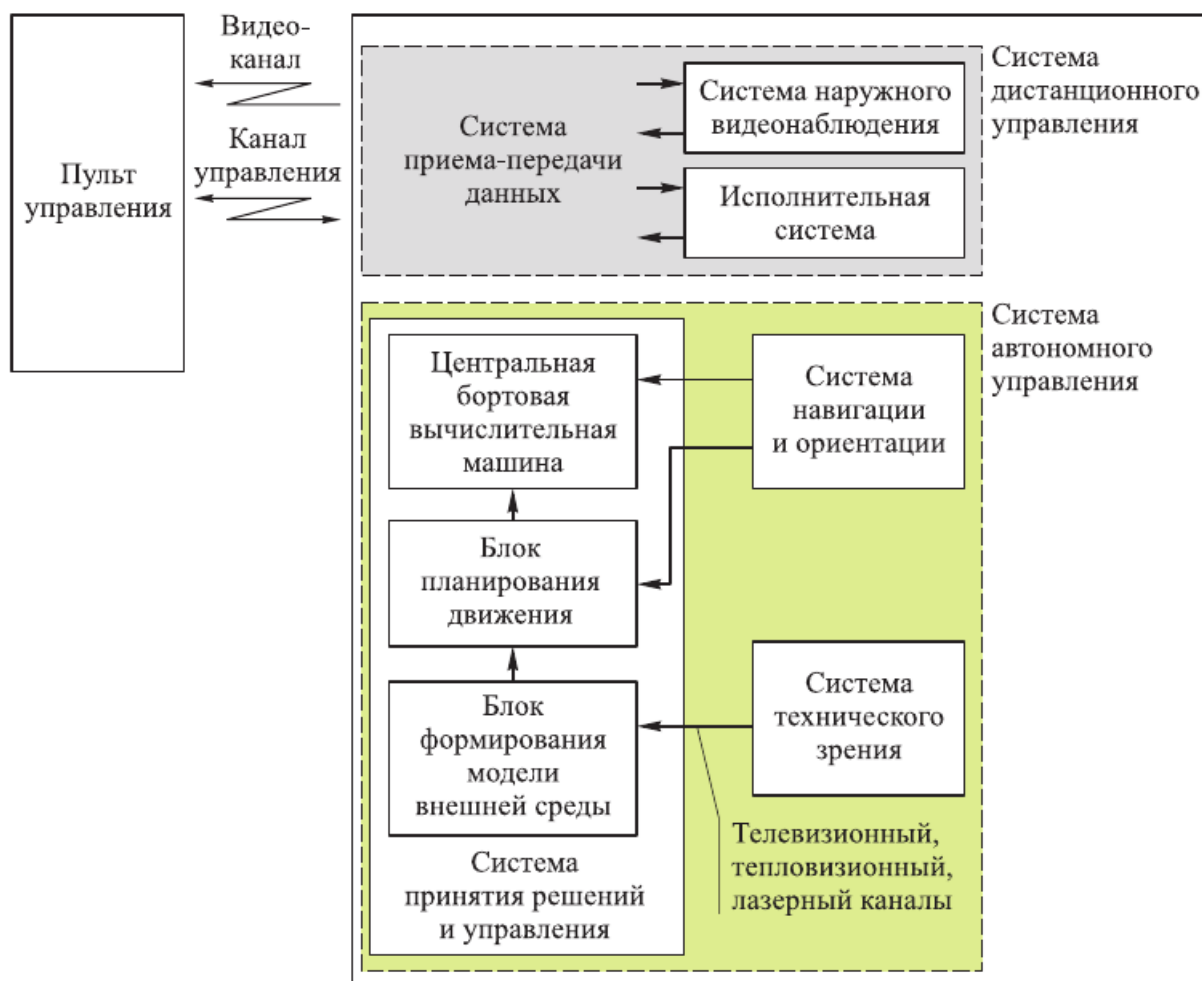 Видео-
канал
Канал
управления
Пульт
управления
Система
приема-передачи
данных
Система наружного
видеонаблюдения
Исполнительная
система
Система
дистанционного
управления
Система
автономного
управления
Центральная
бортовая
вычислительная
машина
Система
навигации
и ориентации
Блок
планирования
движения
Блок
формирования
модели
внешней среды
Система
технического
зрения
Система
принятия решений
и управления
Телевизионный,
тепловизионный,
лазерный каналы